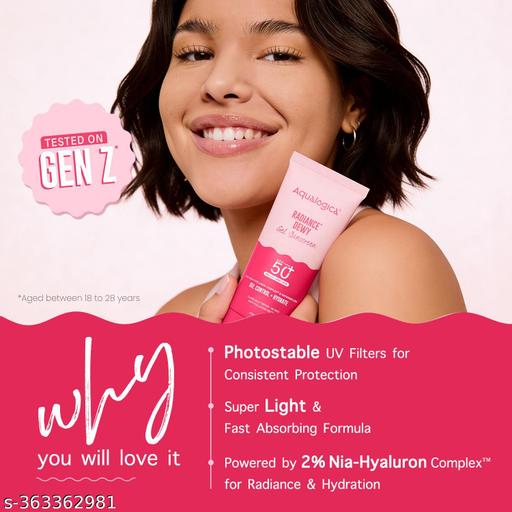 TESTED ON
GEN Z*
Aqualogica®
RADIANCE+
DEWY
Gel Sunscreen
50+
OIL CONTROL + HYDRATE
*Aged between 18 to 28 years
why
you will love it
Photostable UV Filters for
Consistent Protection
Super Light &
Fast Absorbing Formula
Powered by 2% Nia-Hyaluron Complex™
for Radiance & Hydration
s-363362981